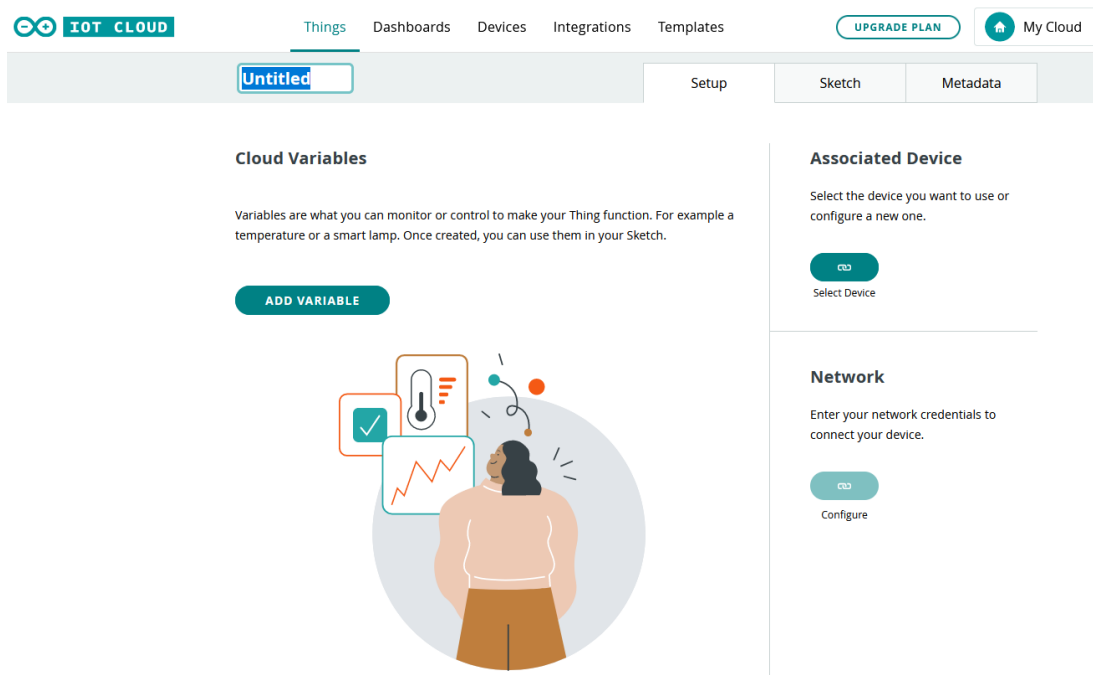 IOT CLOUD
Things Dashboards Devices Integrations Templates
UPGRADE PLAN
My Cloud
Untitled
Setup Sketch Metadata
Cloud Variables
Variables are what you can monitor or control to make your Thing function. For example a
temperature or a smart lamp. Once created, you can use them in your Sketch.
ADD VARIABLE
Associated Device
Select the device you want to use or
configure a new one.
Select Device
Network
Enter your network credentials to
connect your device.
Configure